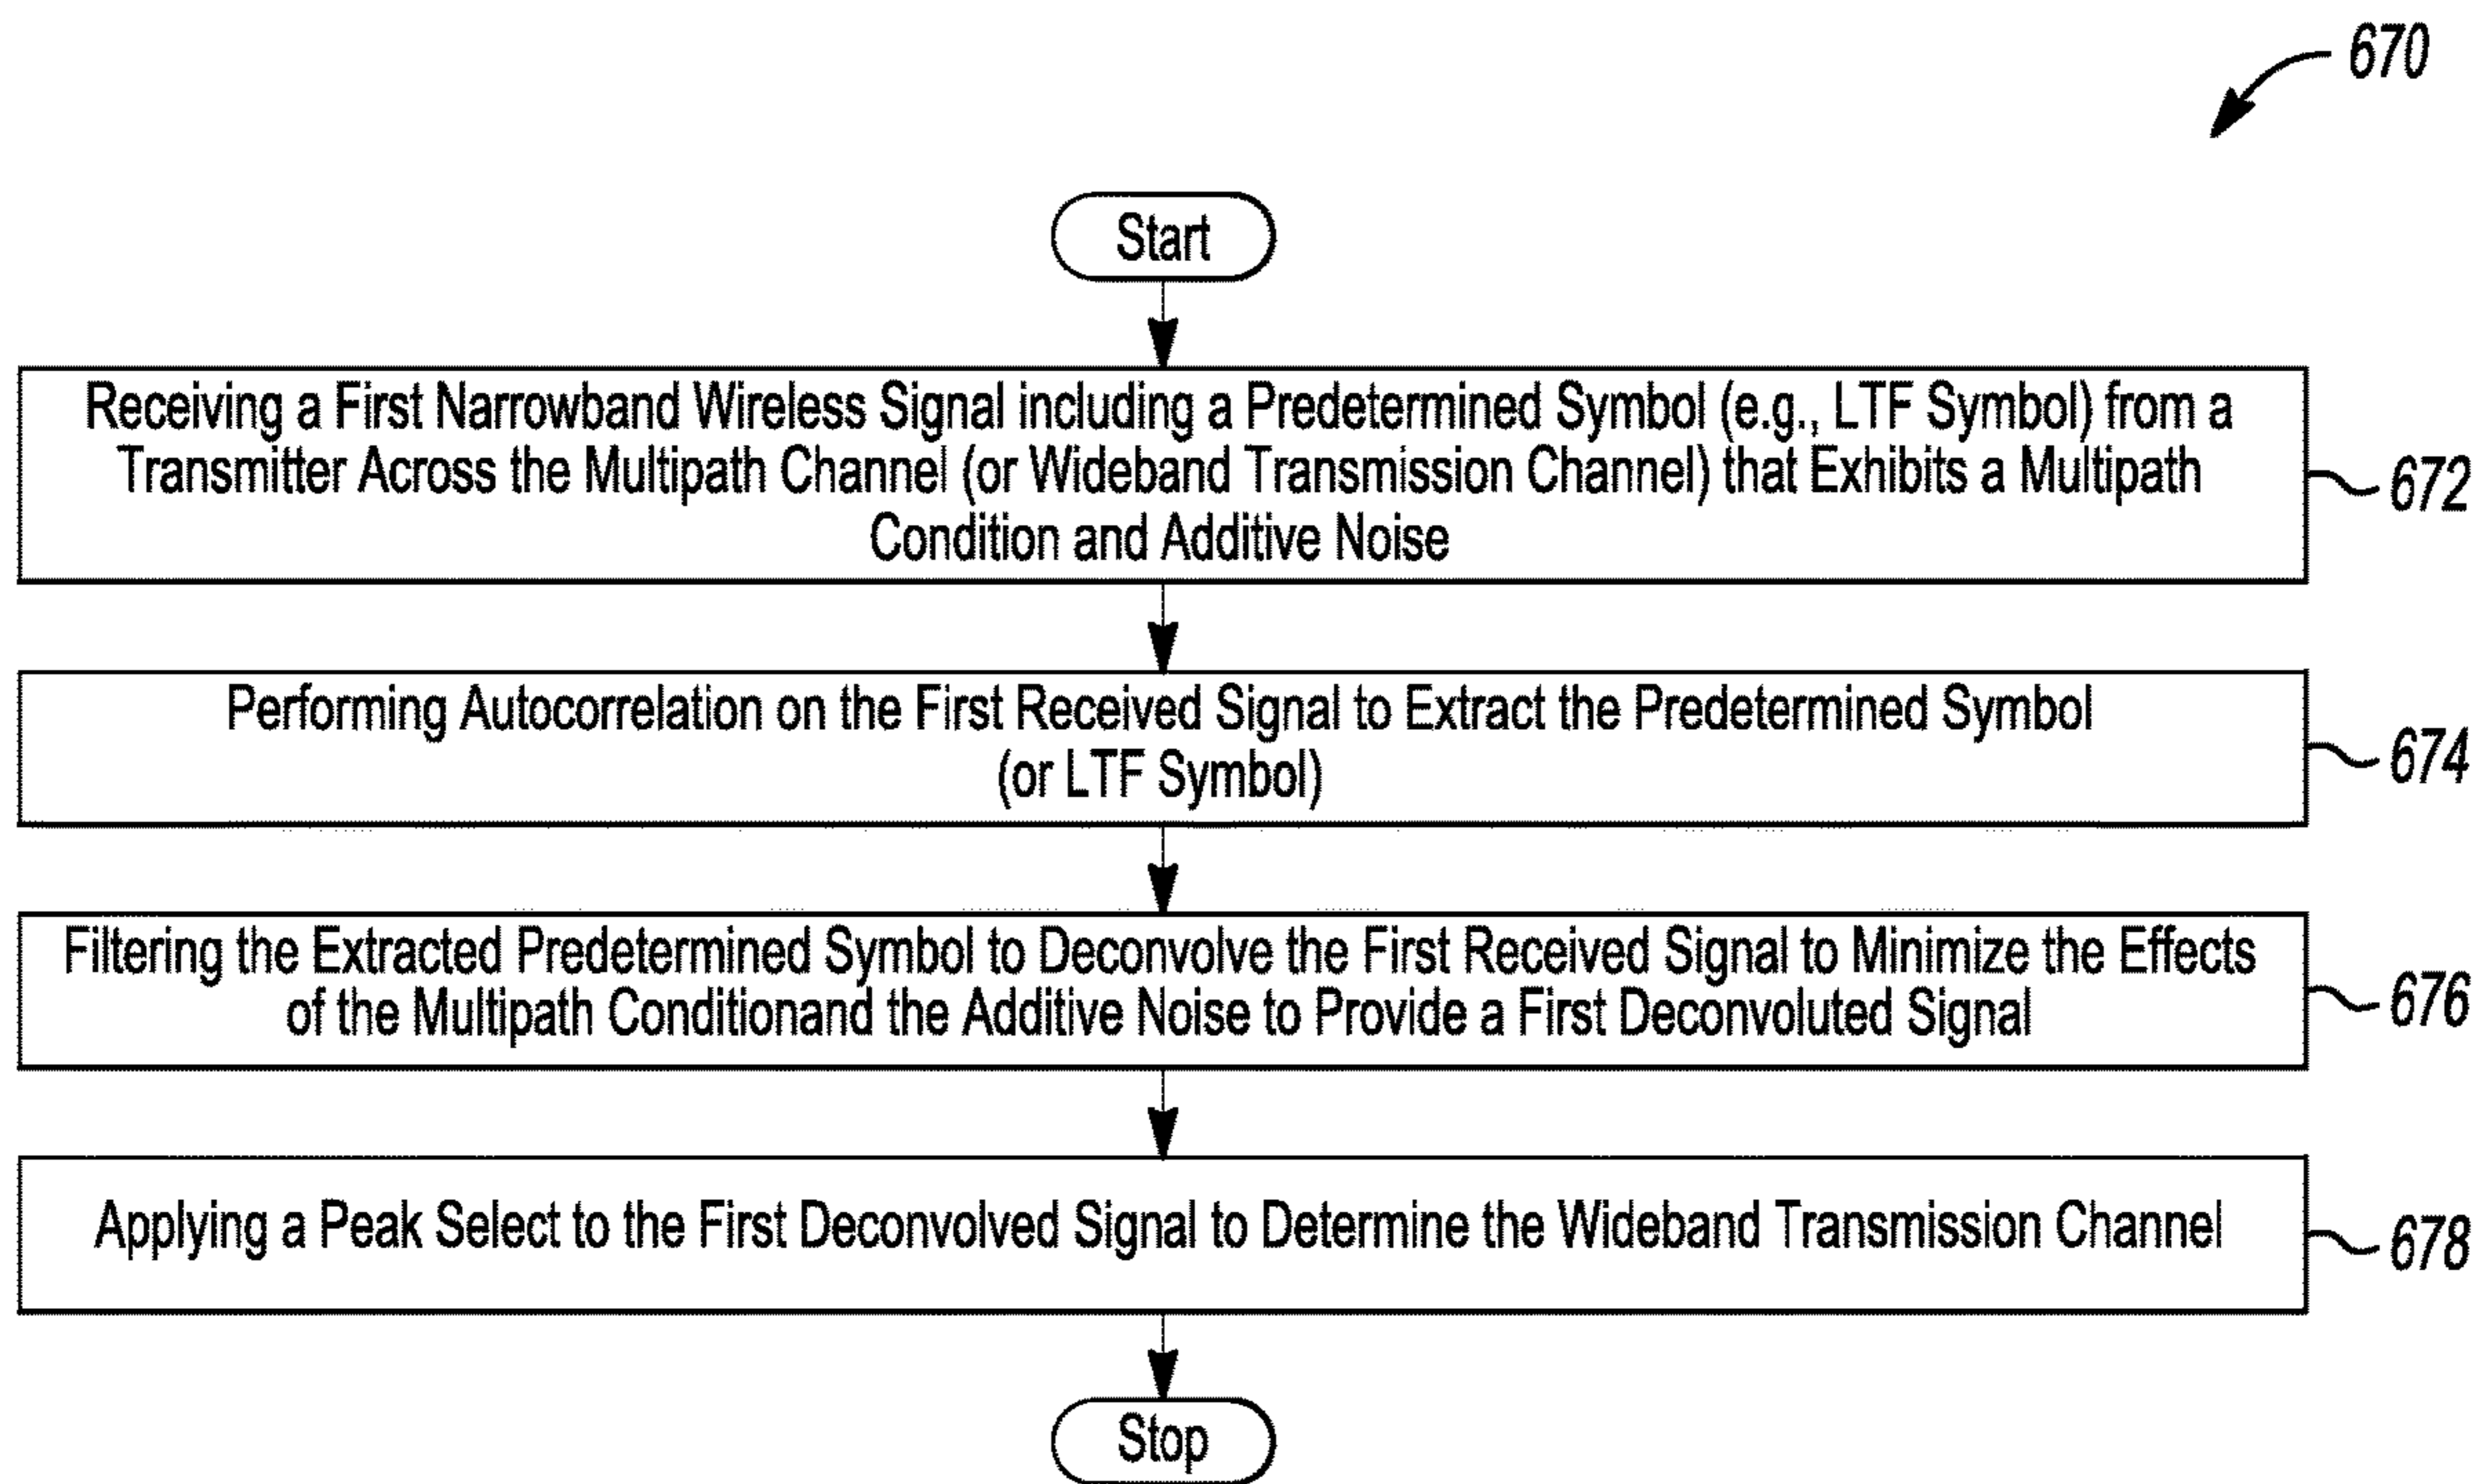 670
Start
Receiving a First Narrowband Wireless Signal including a Predetermined Symbol (e.g., LTF Symbol) from a
Transmitter Across the Multipath Channel (or Wideband Transmission Channel) that Exhibits a Multipath
Condition and Additive Noise
672
Performing Autocorrelation on the First Received Signal to Extract the Predetermined Symbol
(or LTF Symbol)
674
Filtering the Extracted Predetermined Symbol to Deconvolve the First Received Signal to Minimize the Effects
of the Multipath Conditionand the Additive Noise to Provide a First Deconvoluted Signal
676
Applying a Peak Select to the First Deconvolved Signal to Determine the Wideband Transmission Channel
678
Stop